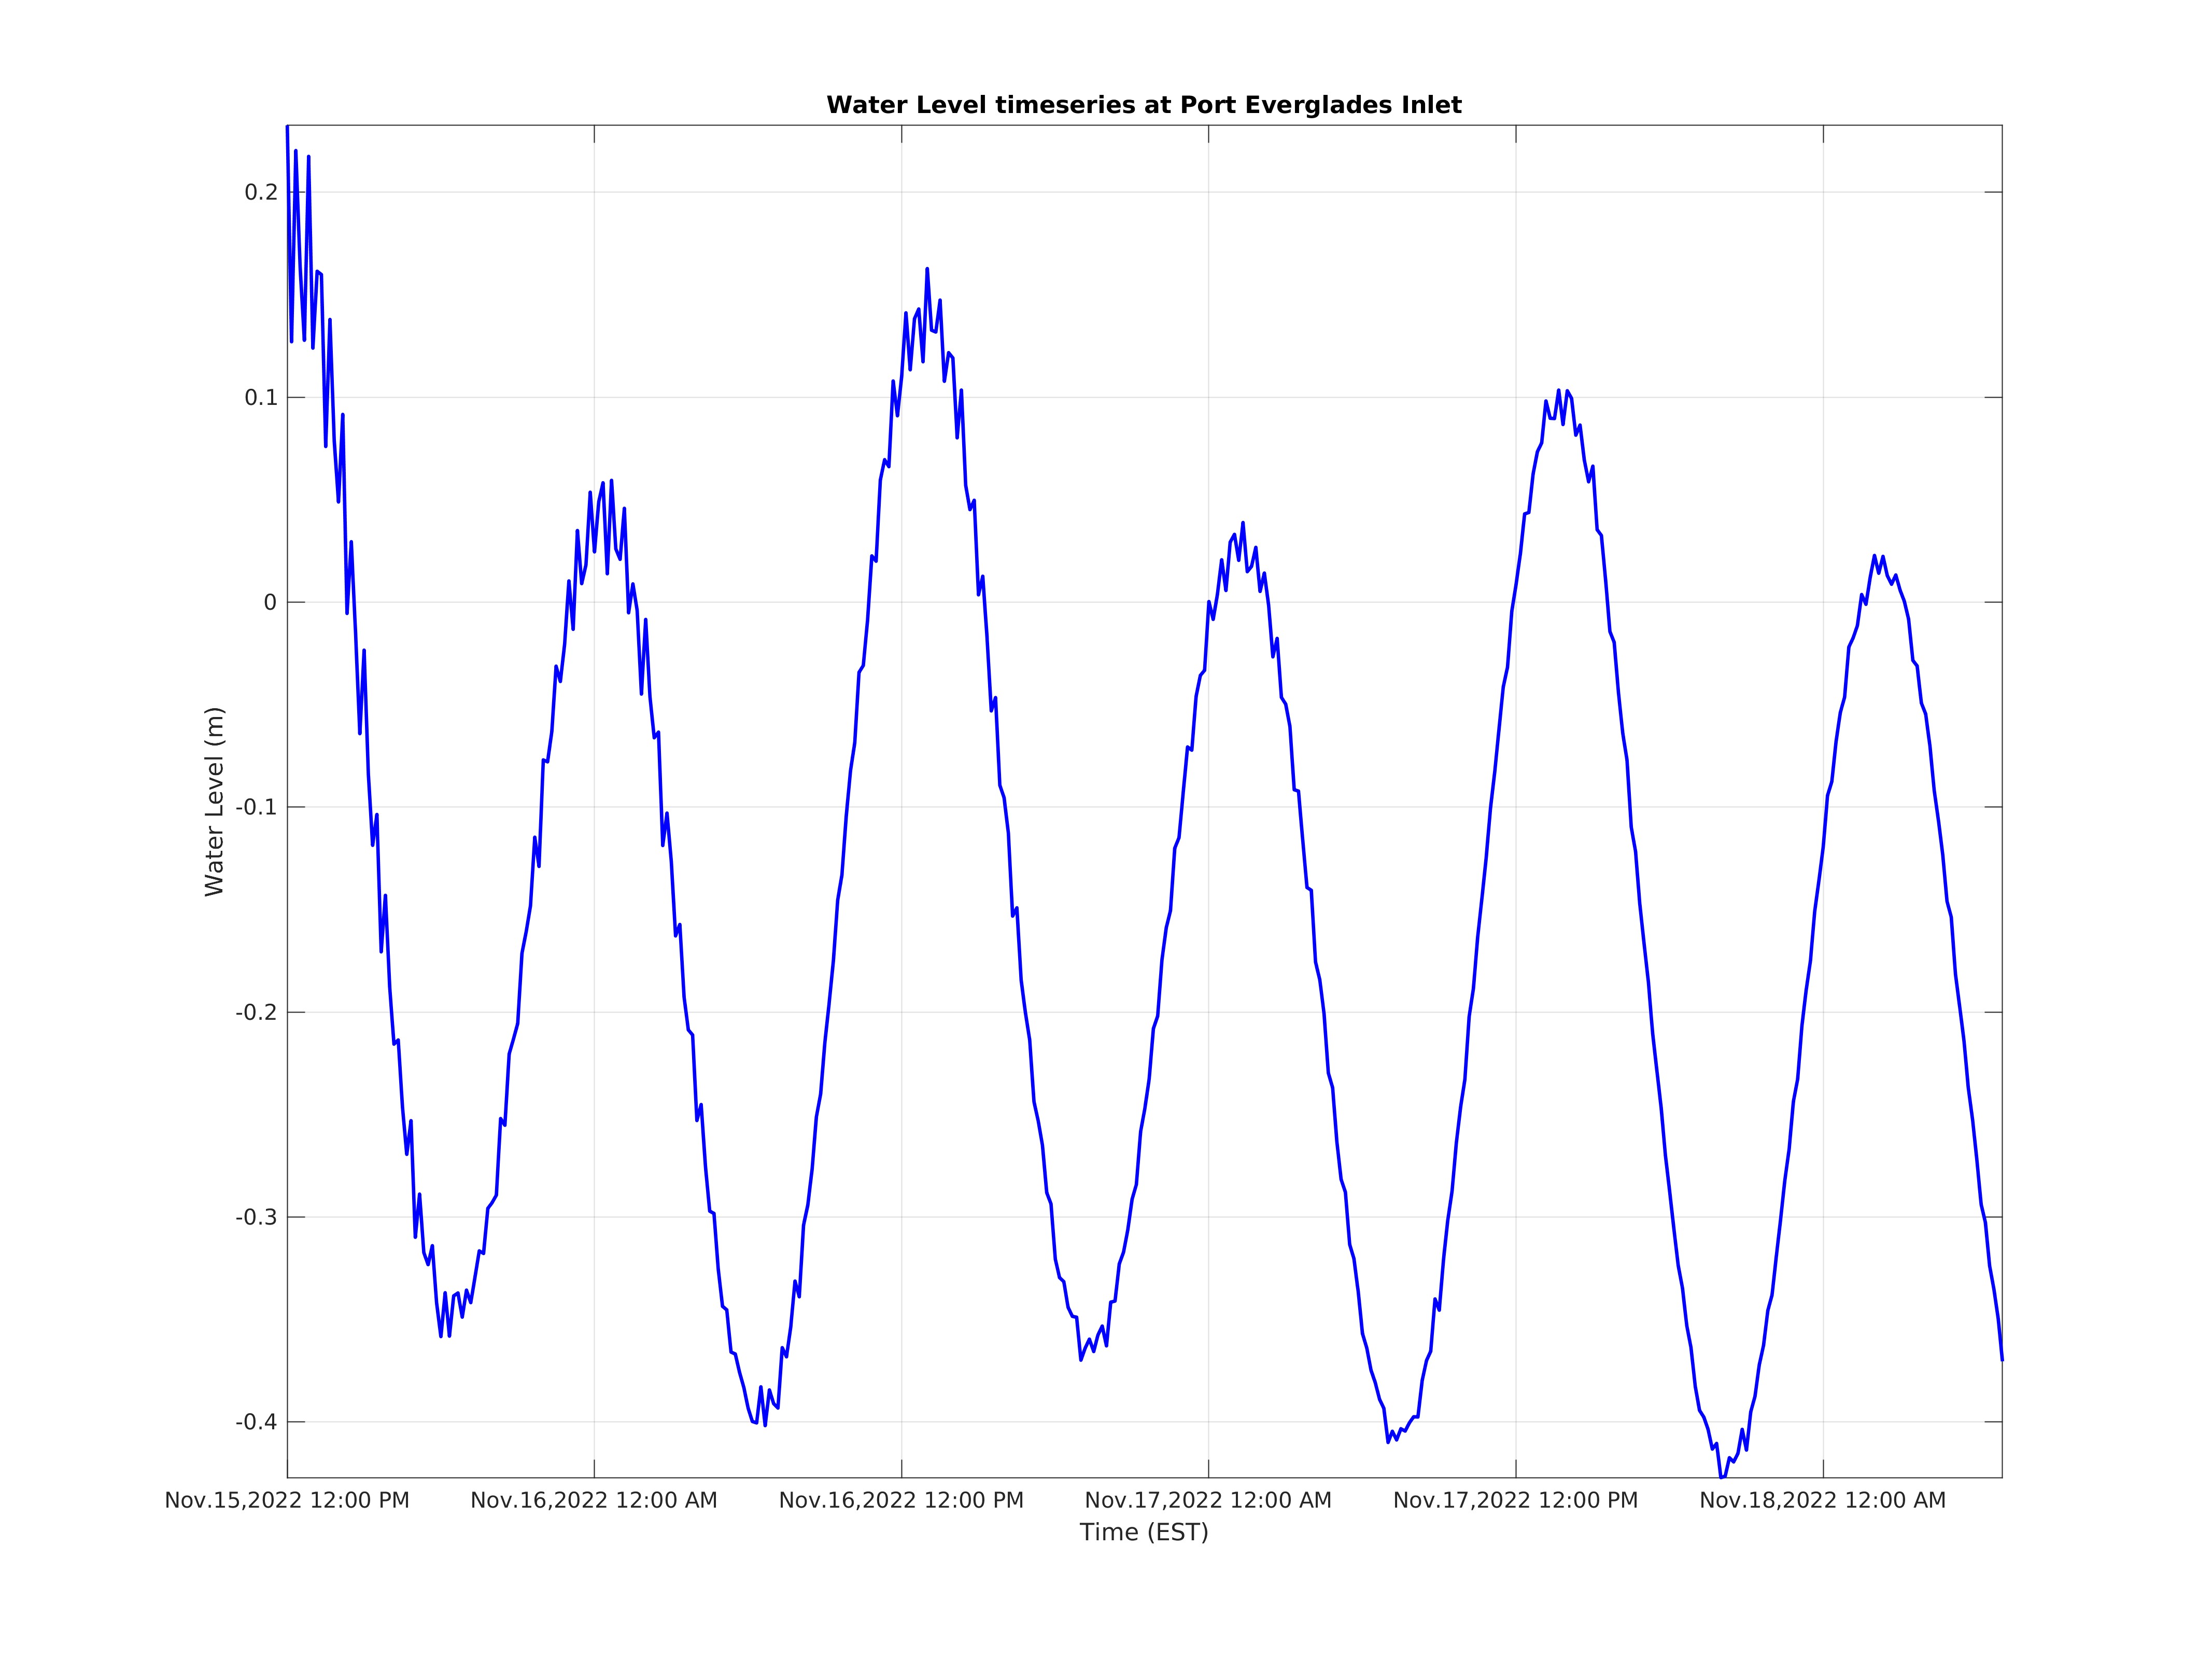 Water Level timeseries at Port Everglades Inlet
0.2
0.1
0
-0.1
-0.2
-0.3
-0.4
Water Level (m)
Nov.15,2022 12:00 PM Nov.16,2022 12:00 AM Nov.16,2022 12:00 PM Nov.17,2022 12:00 AM Nov.17,2022 12:00 PM Nov.18,2022 12:00 AM
Time (EST)